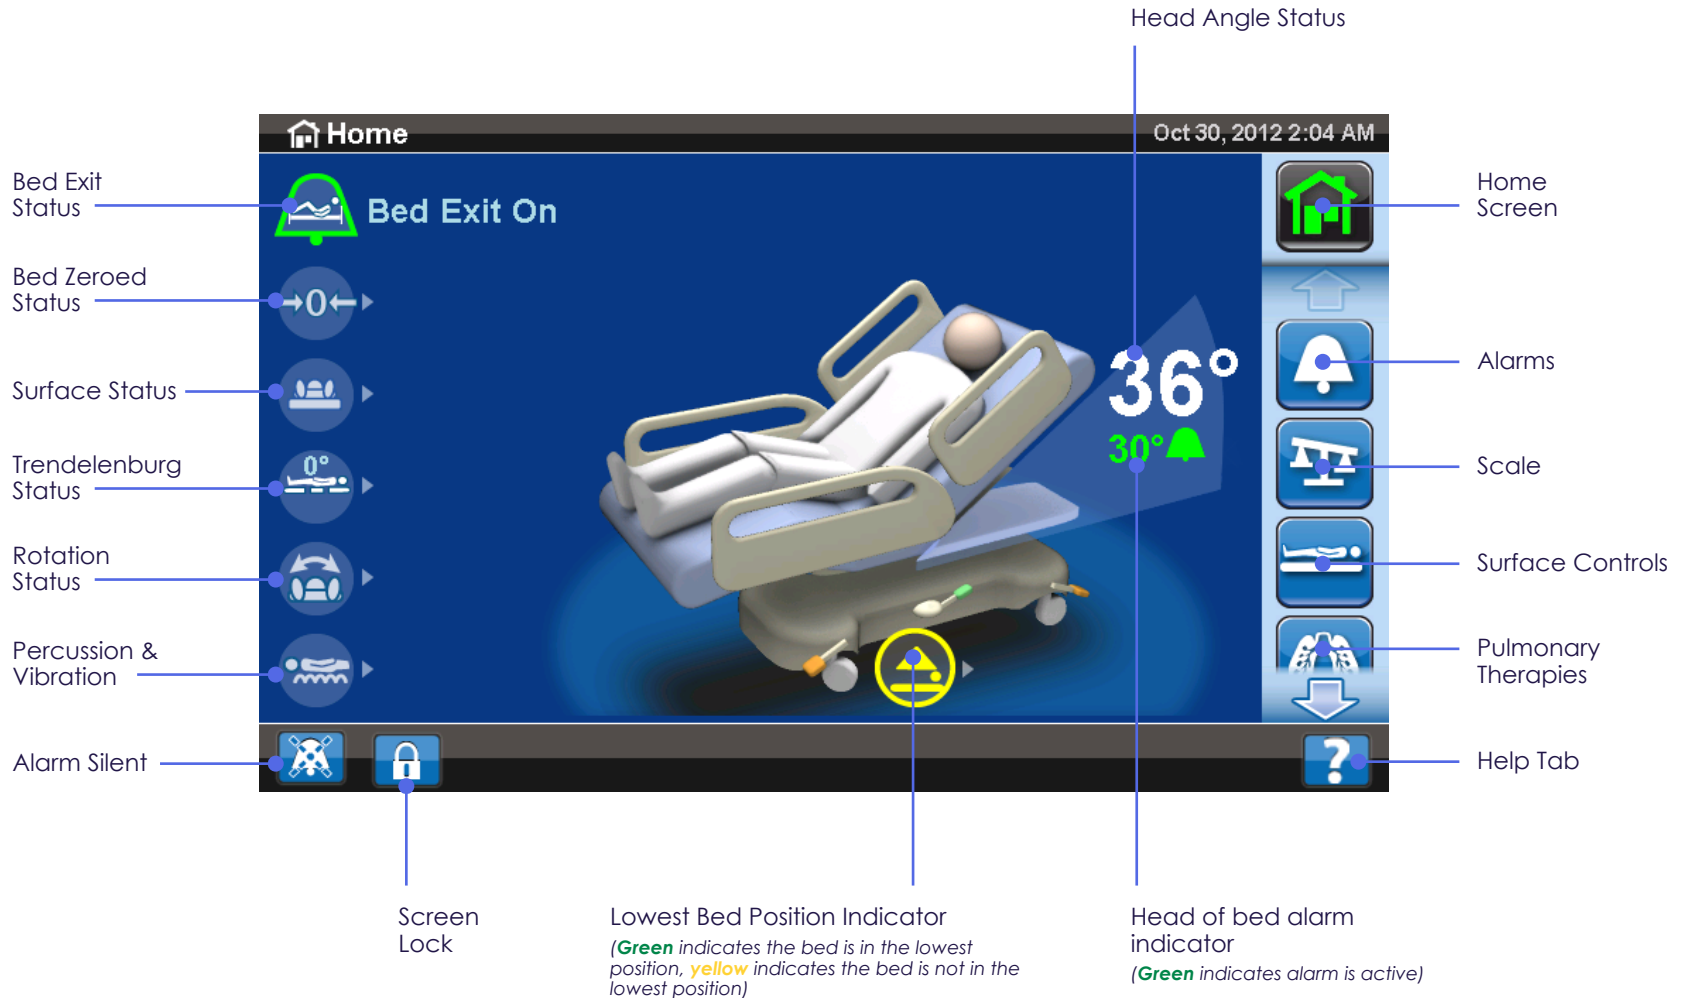 Head Angle Status
Home
Oct 30, 2012 2:04 AM
Bed Exit
Status
Bed Exit On
Home
Screen
Bed Zeroed
Status
→0←
36°
Alarms
Surface Status
30°
Trendelenburg
Status
0°
Scale
Rotation
Status
Surface Controls
Percussion &
Vibration
Pulmonary
Therapies
Alarm Silent
?
Help Tab
Screen
Lock
Lowest Bed Position Indicator
(Green indicates the bed is in the lowest
position, yellow indicates the bed is not in the
lowest position)
Head of bed alarm
indicator
(Green indicates alarm is active)